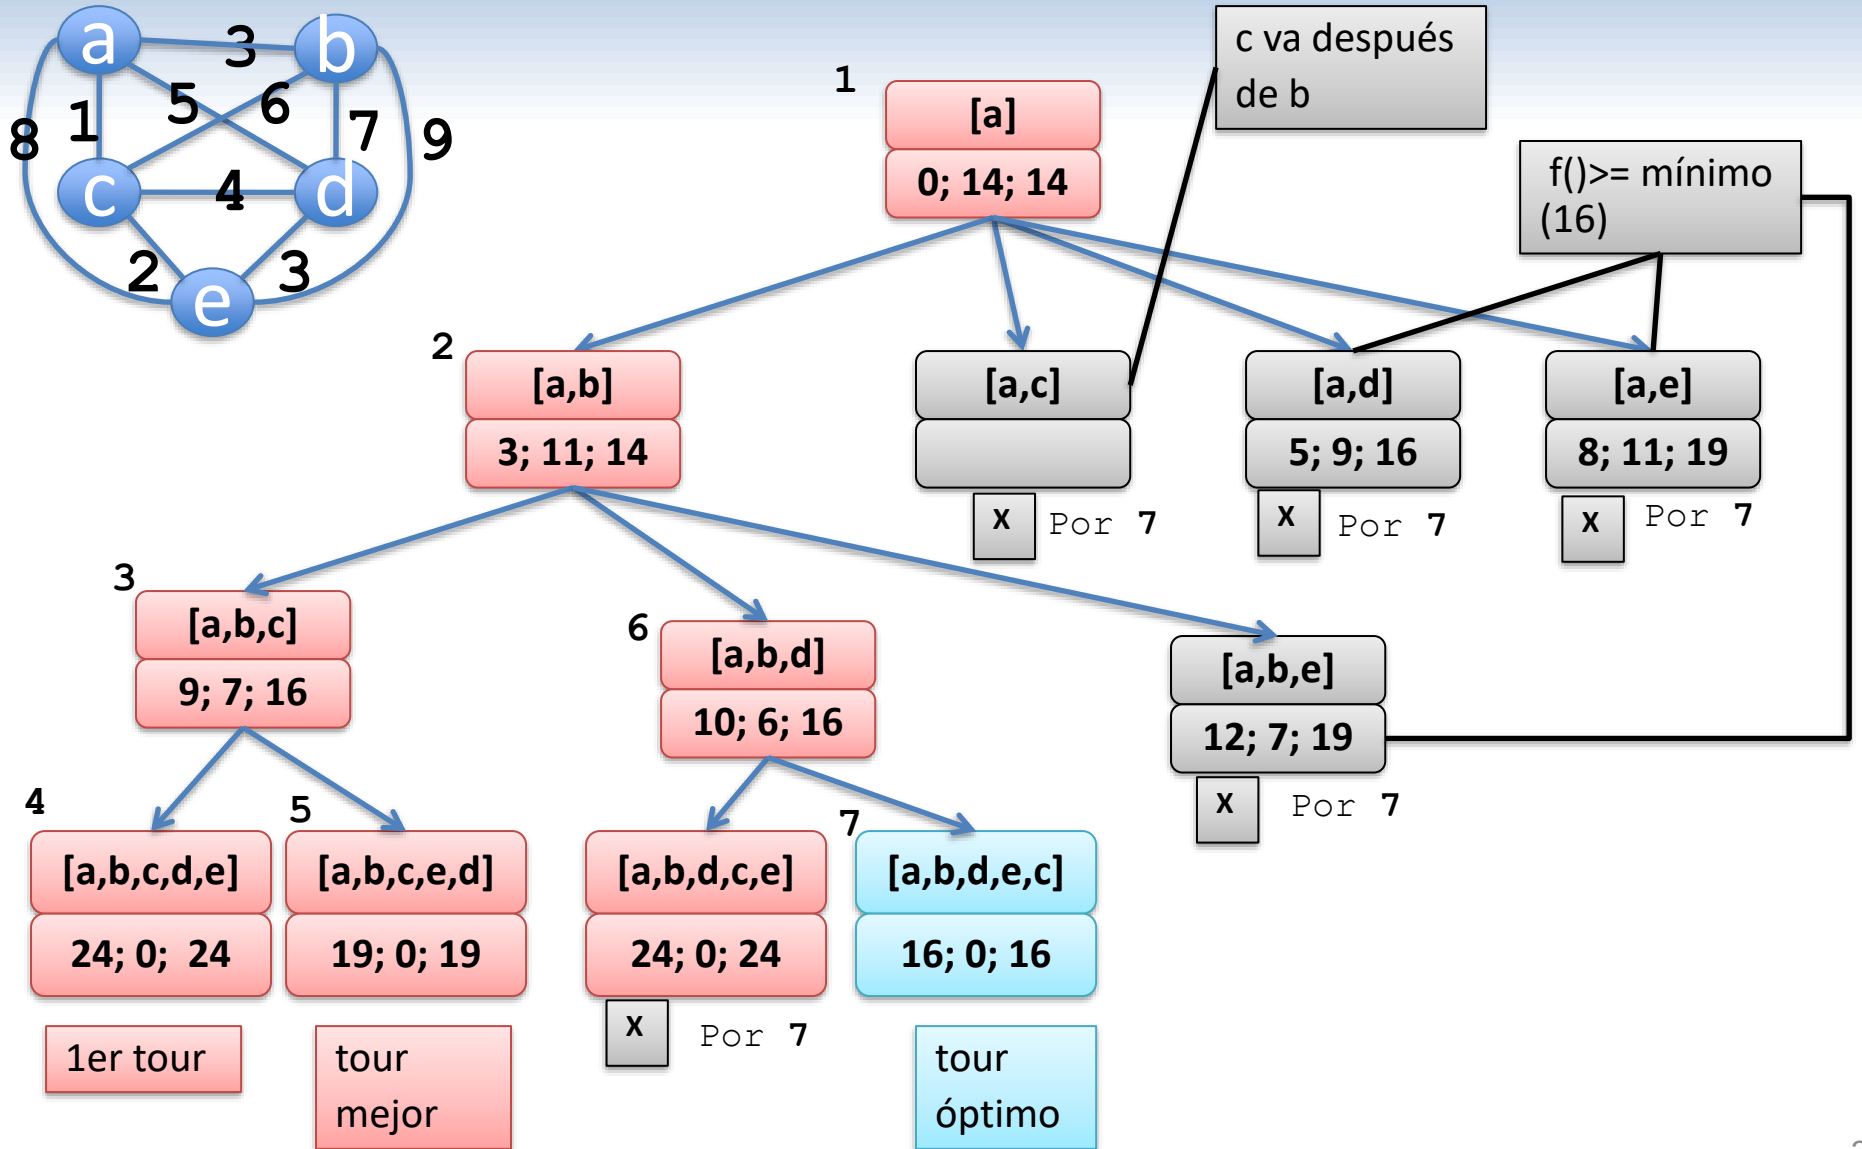 a
3
b
5
6
8
1
7
9
c
4
d
2
3
e
1
[a]
0; 14; 14
c va después
de b
f()>= mínimo
(16)
2
[a,b]
3; 11; 14
[a,c]
X
Por 7
[a,d]
5; 9; 16
X
Por 7
[a,e]
8; 11; 19
X
Por 7
3
[a,b,c]
9; 7; 16
6
[a,b,d]
10; 6; 16
[a,b,e]
12; 7; 19
X
Por 7
4
[a,b,c,d,e]
24; 0; 24
1er tour
5
[a,b,c,e,d]
19; 0; 19
tour
mejor
[a,b,d,c,e]
24; 0; 24
X
Por 7
7
[a,b,d,e,c]
16; 0; 16
tour
óptimo